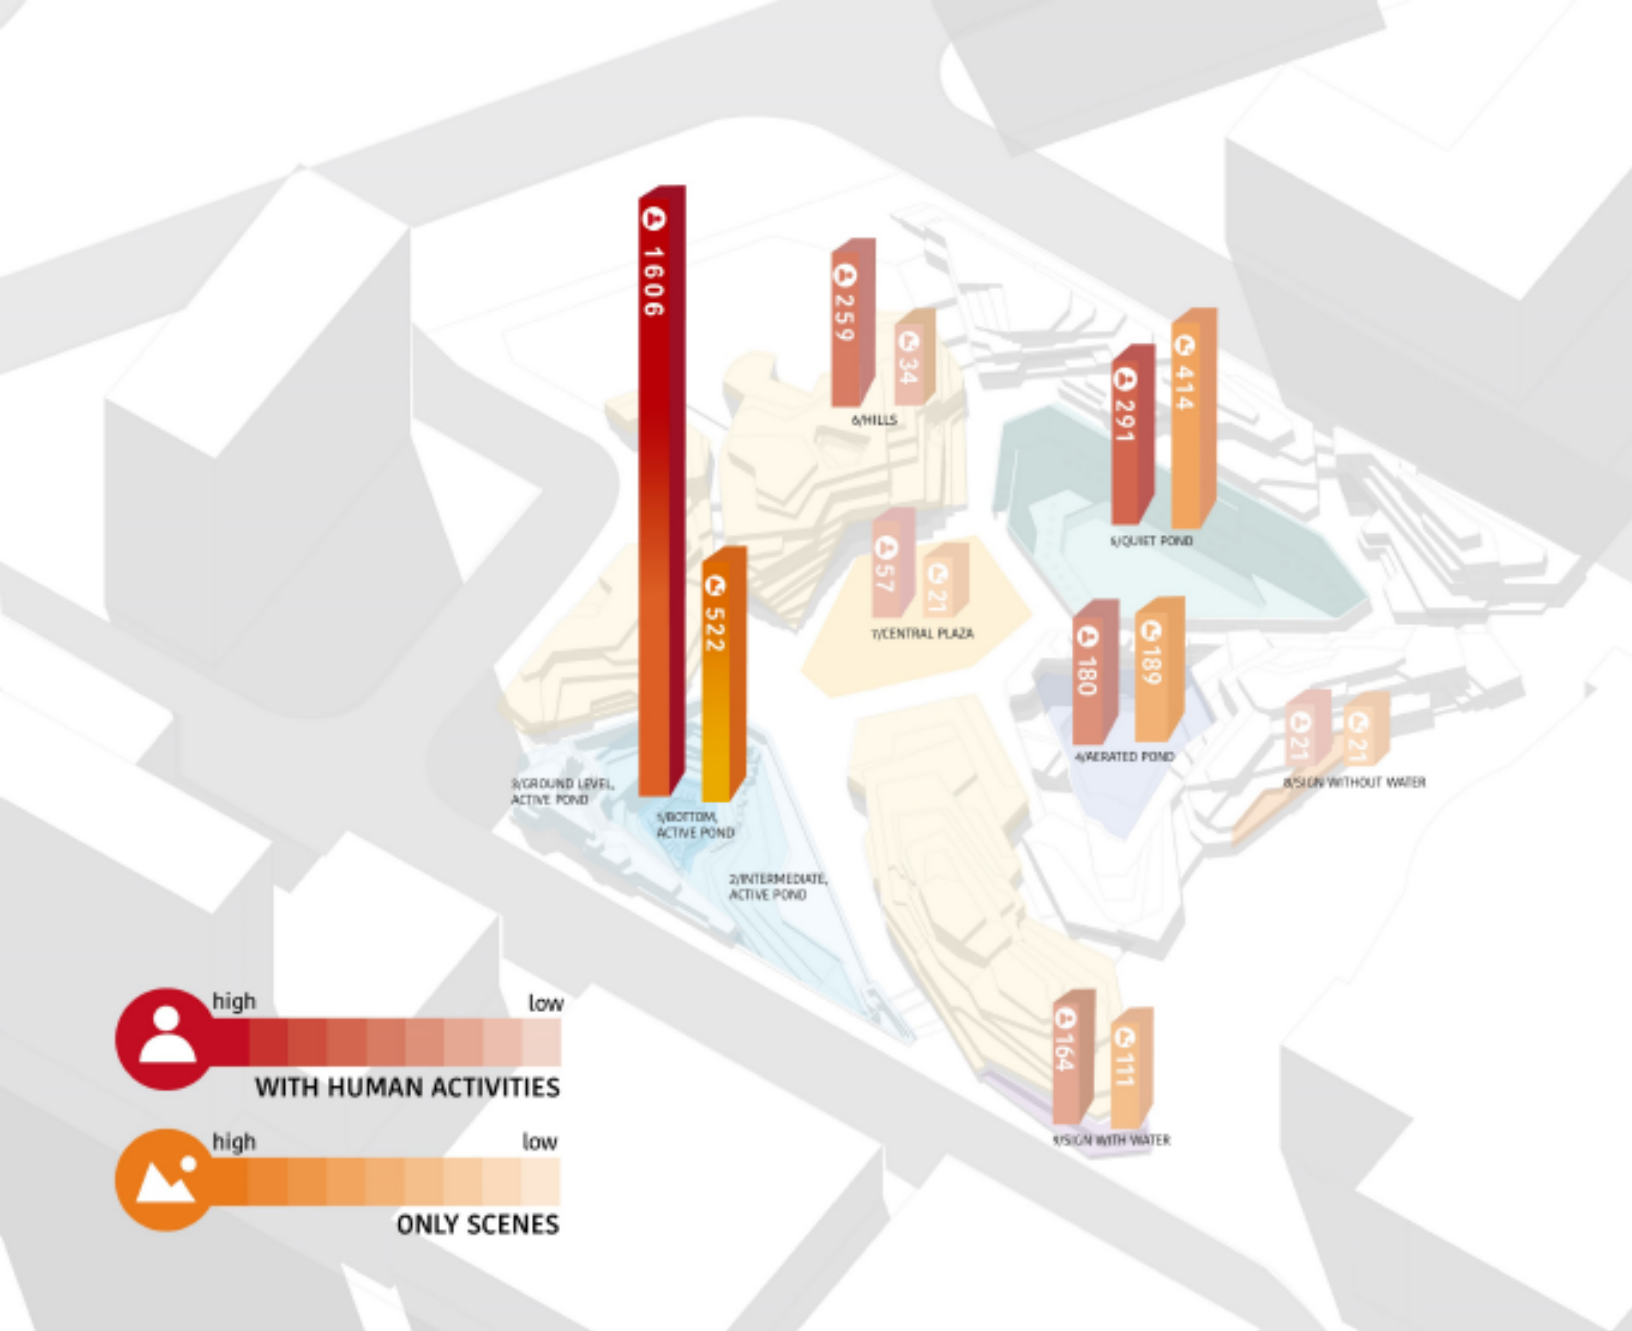 1606
259
34
6/HILLS
291
414
5/QUIET POND
57
21
7/CENTRAL PLAZA
522
180
189
4/AERATED POND
21
21
8/SIGN WITHOUT WATER
3/GROUND LEVEL,
ACTIVE POND
1/BOTTOM,
ACTIVE POND
2/INTERMEDIATE,
ACTIVE POND
164
111
9/SIGN WITH WATER
high low
WITH HUMAN ACTIVITIES
high low
ONLY SCENES